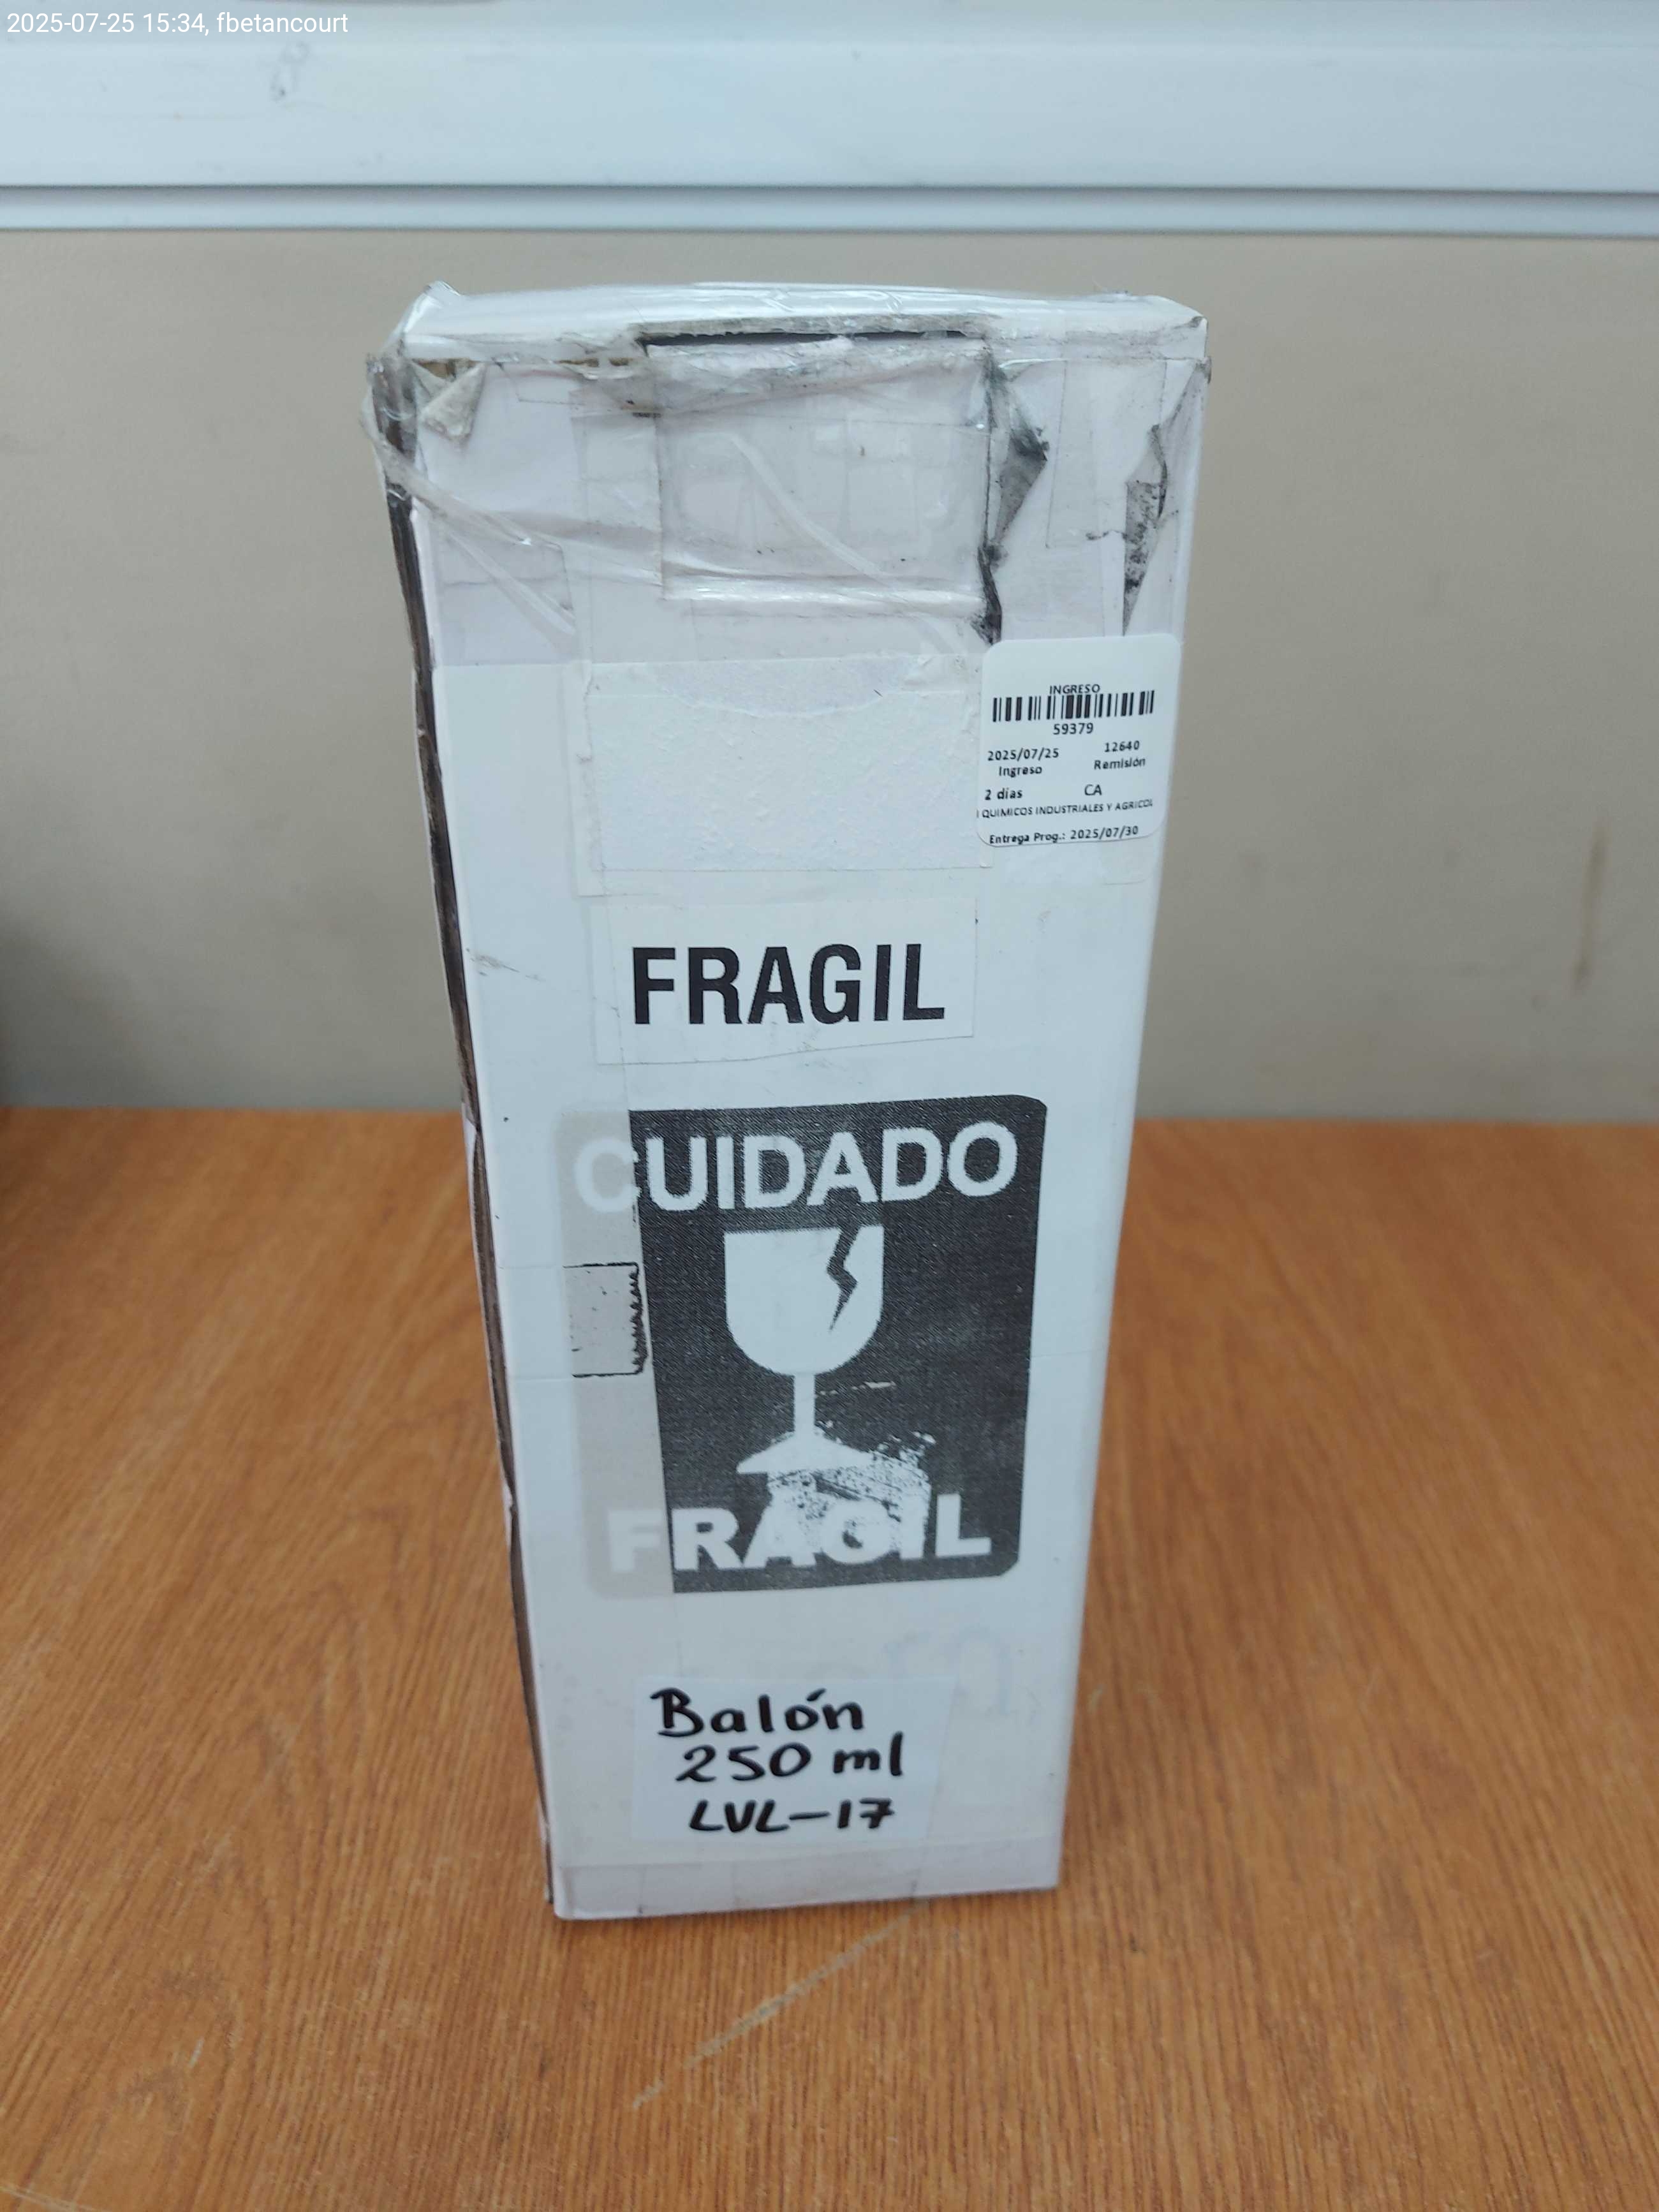 2025-07-25 15:34, fbetancourt
INGRESO
59379
2025/07/25 12640
Ingreso Remisión
2 días CA
QUIMICOS INDUSTRIALES Y AGRICOL
Entrega Prog.: 2025/07/30
FRAGIL
CUIDADO
FRAGIL
Balón
250 ml
LVL-17